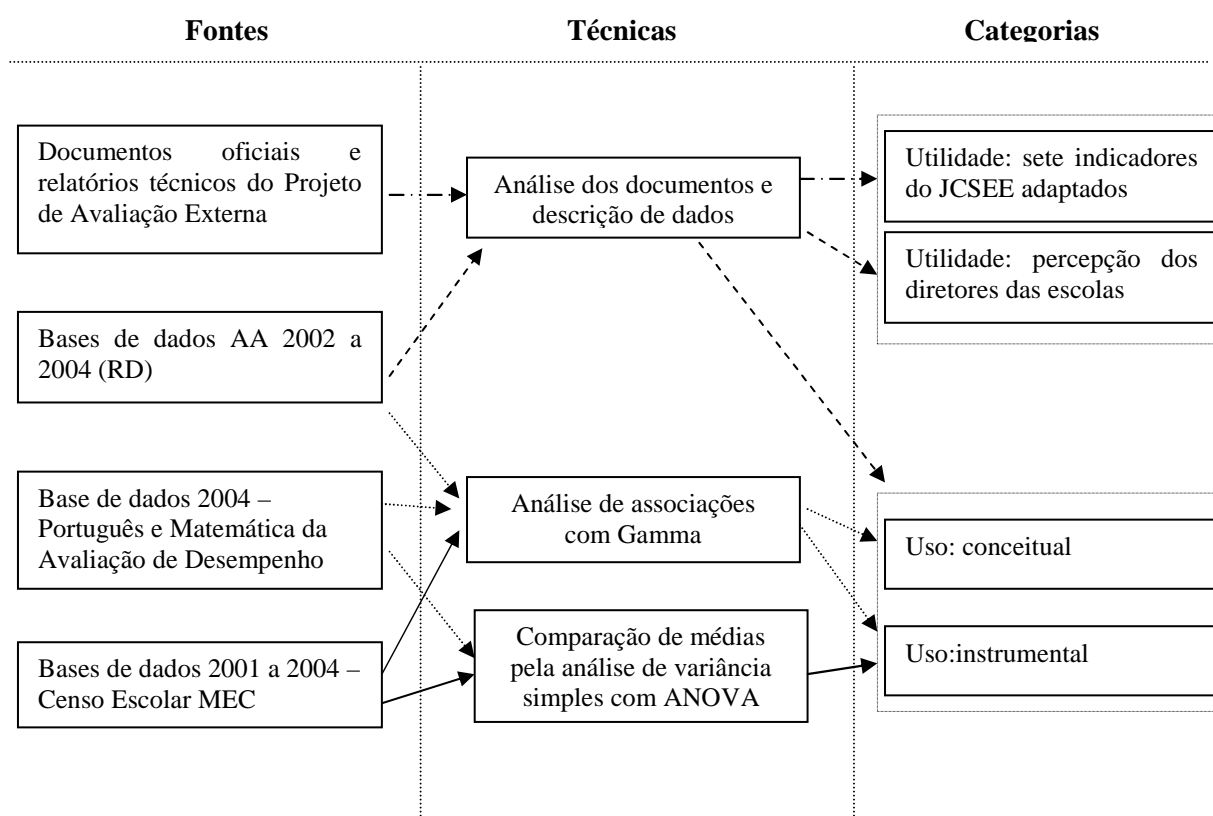 Fontes
Técnicas
Categorias
Documentos oficiais e
relatórios técnicos do Projeto
de Avaliação Externa
Análise dos documentos e
descrição de dados
Utilidade: sete indicadores
do JCSEE adaptados
Utilidade: percepção dos
diretores das escolas
Bases de dados AA 2002 a
2004 (RD)
Base de dados 2004 –
Português e Matemática da
Avaliação de Desempenho
Análise de associações
com Gamma
Uso: conceitual
Bases de dados 2001 a 2004 –
Censo Escolar MEC
Comparação de médias
pela análise de variância
simples com ANOVA
Uso:instrumental